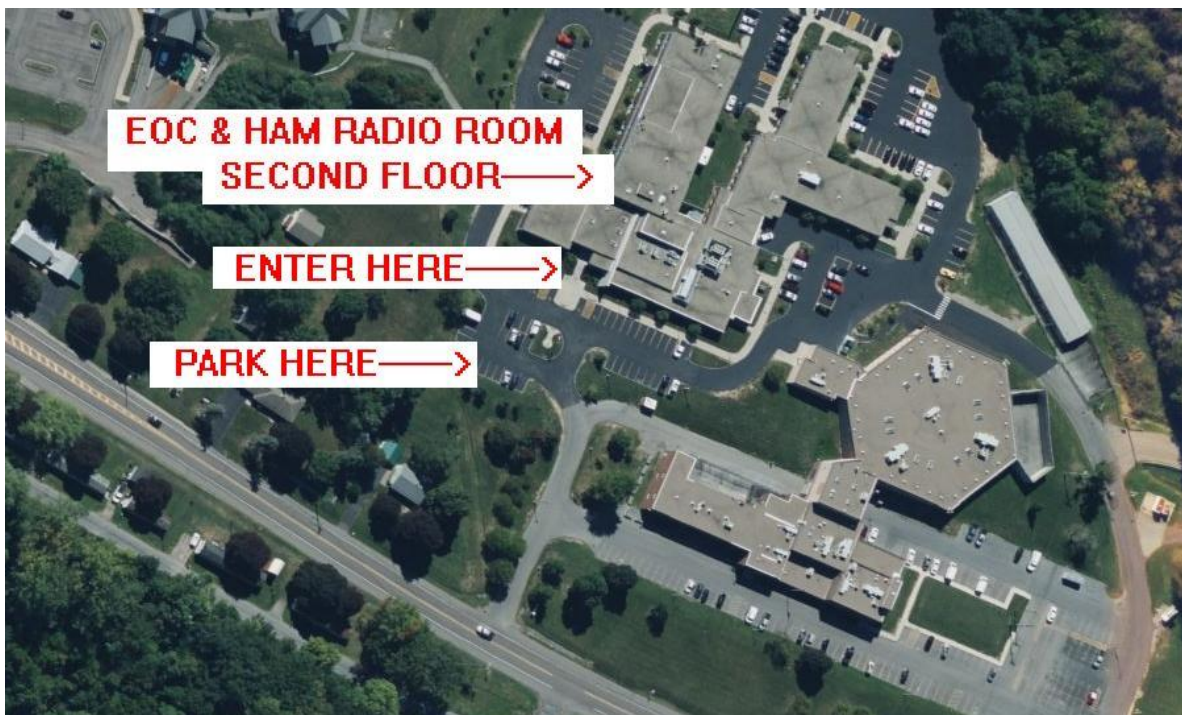 EOC & HAM RADIO ROOM
SECOND FLOOR
ENTER HERE
PARK HERE